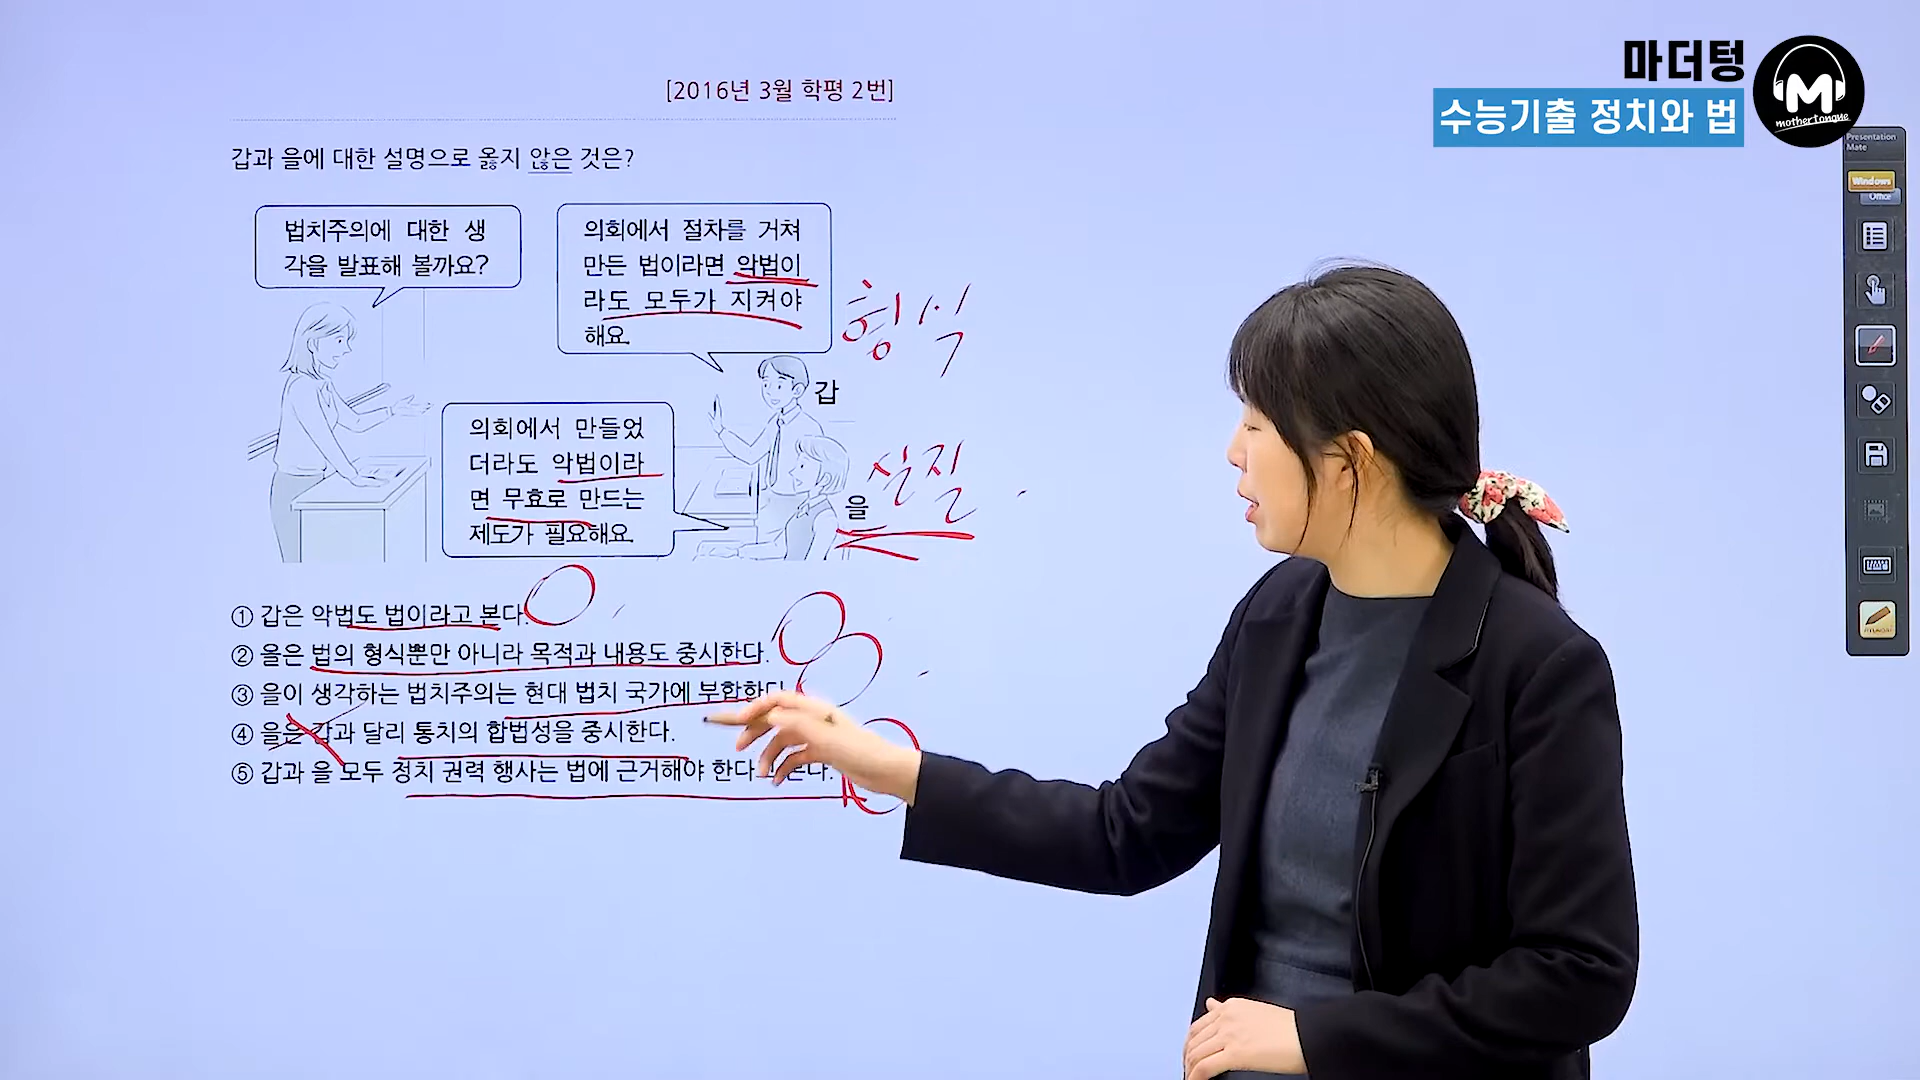 마더텅
수능기출 정치와 법
mothertongue
Presentation
Mate
Windows
Office
[2016년 3월 학평 2번]
갑과 을에 대한 설명으로 옳지 않은 것은?
법치주의에 대한 생
각을 발표해 볼까요?
의회에서 절차를 거쳐
만든 법이라면 악법이
라도 모두가 지켜야
해요.
형식
갑
의회에서 만들었
더라도 악법이라
면 무효로 만드는
제도가 필요해요.
을
실질
① 갑은 악법도 법이라고 본다.
② 을은 법의 형식뿐만 아니라 목적과 내용도 중시한다.
③ 을이 생각하는 법치주의는 현대 법치 국가에 부합한다.
④ 을은 갑과 달리 통치의 합법성을 중시한다.
⑤ 갑과 을 모두 정치 권력 행사는 법에 근거해야 한다고 본다.